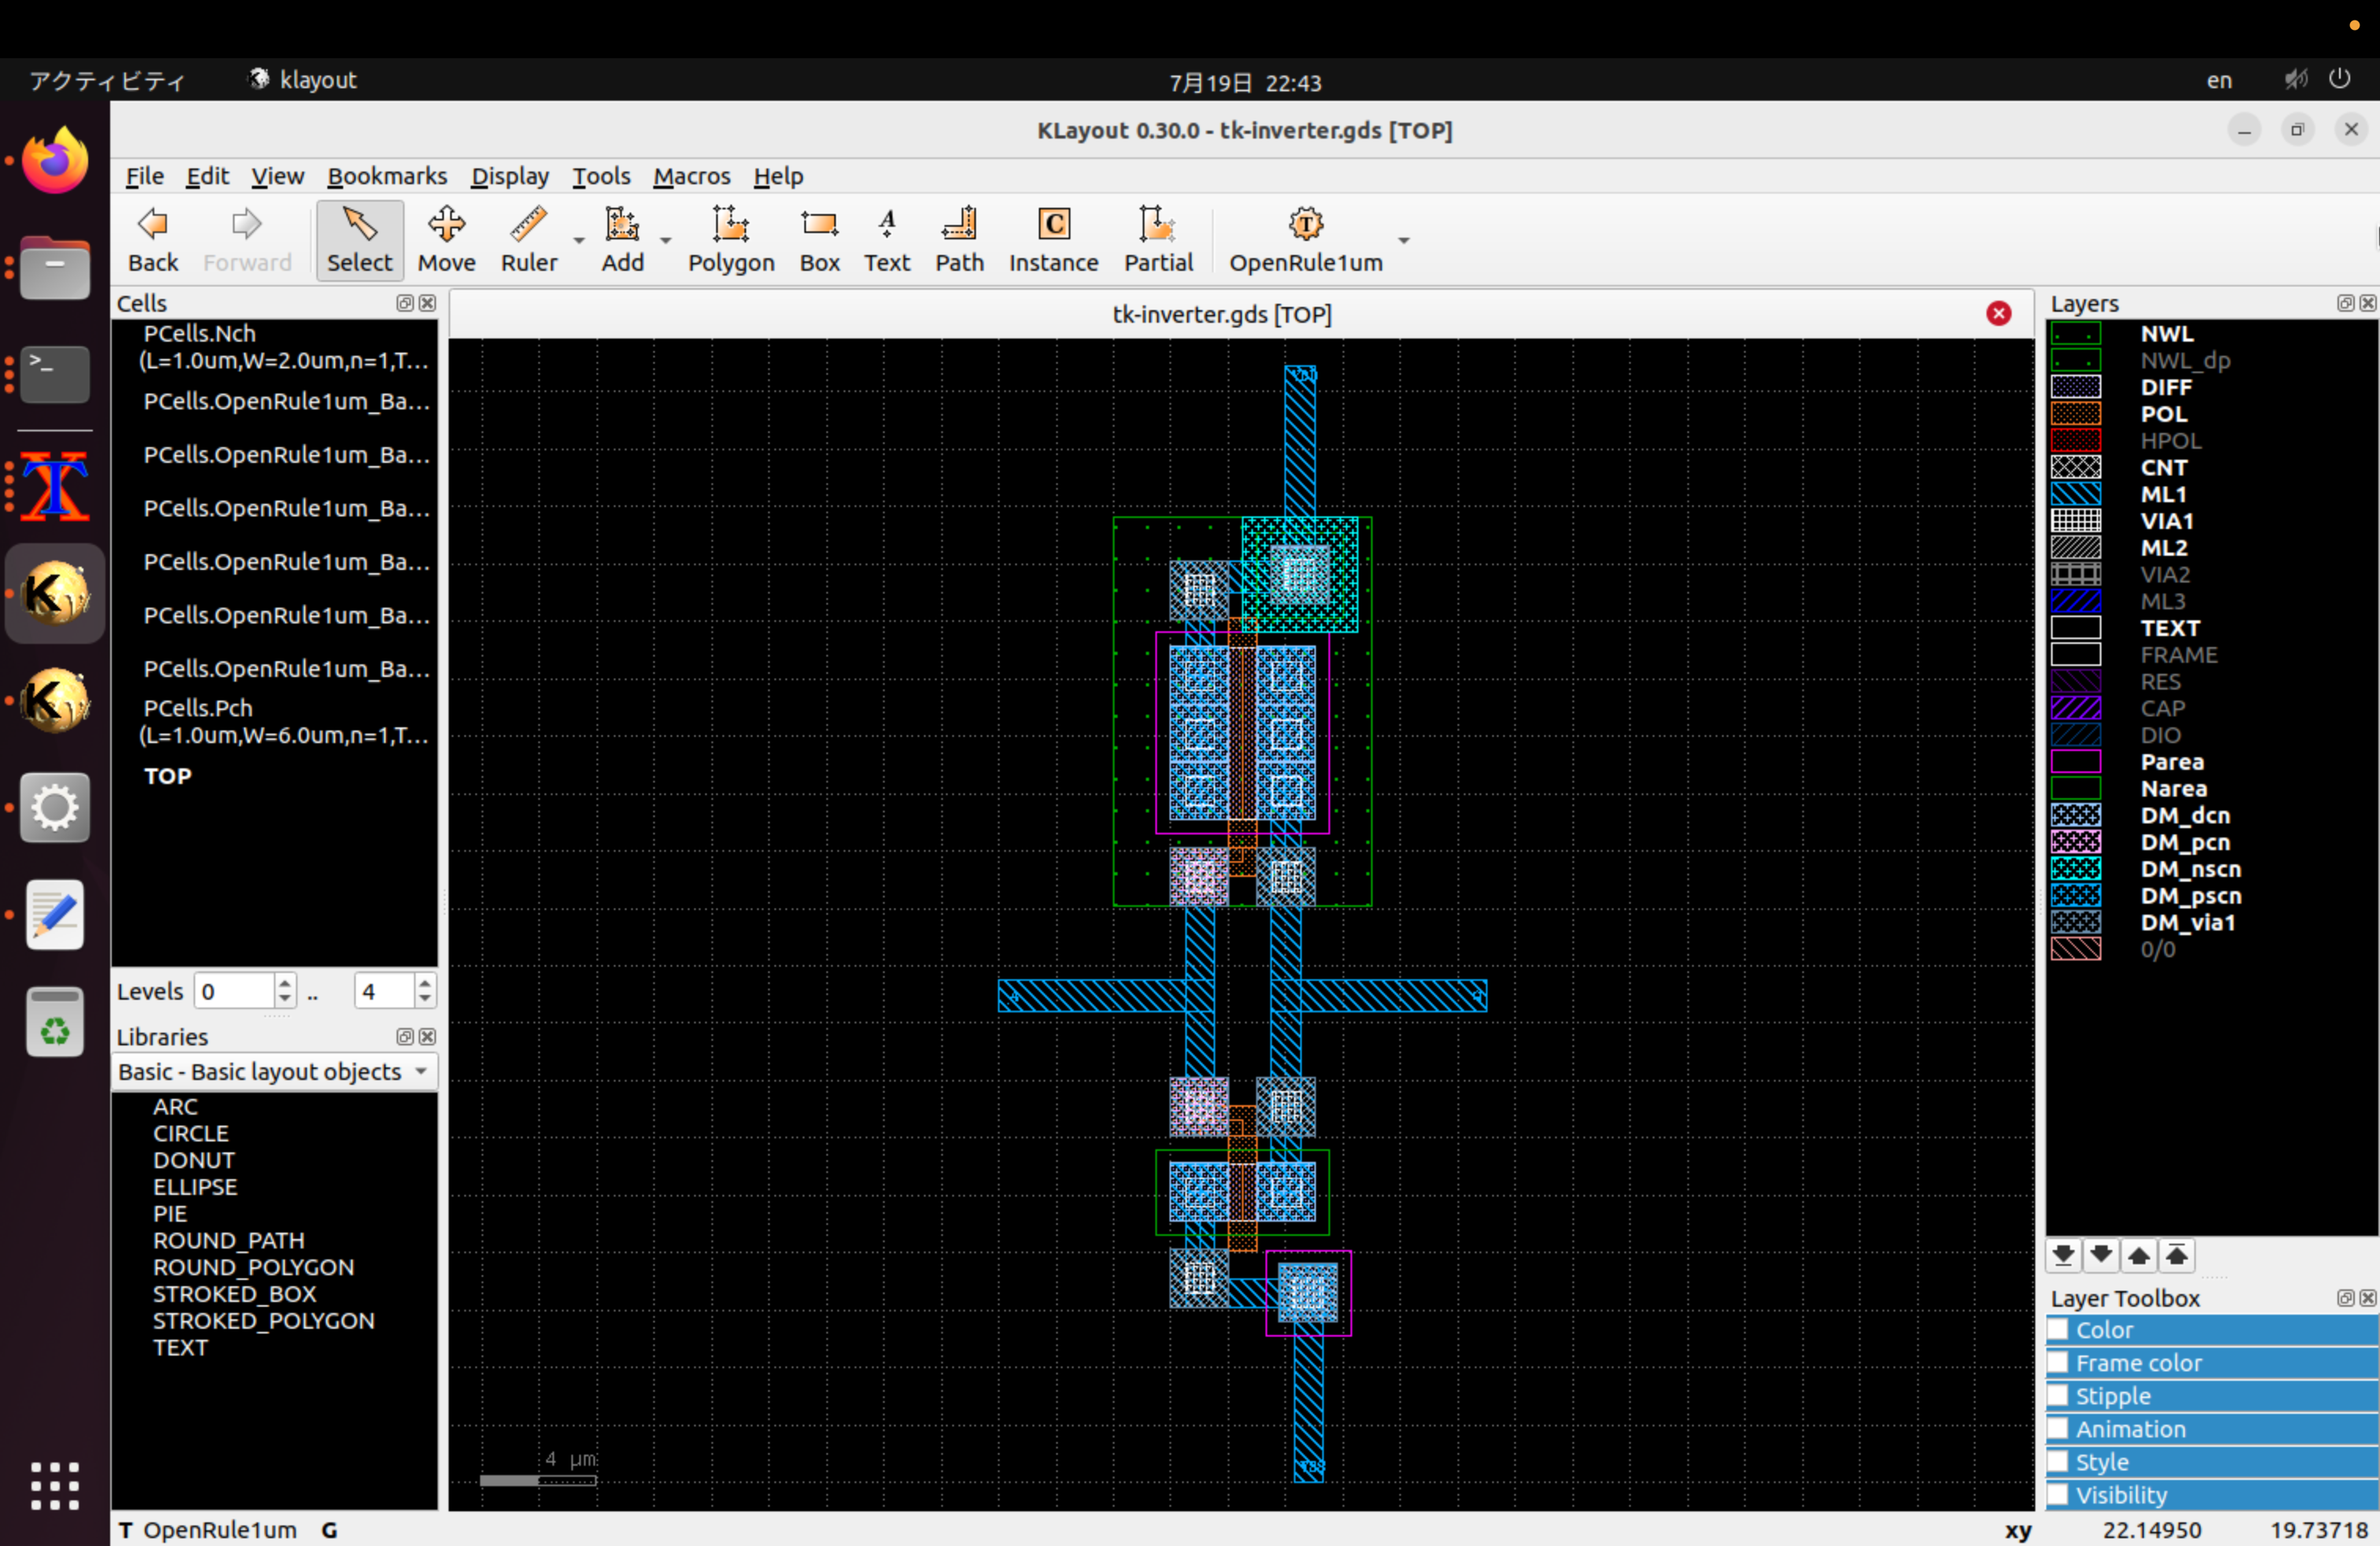 アクティビティ
klayout
7月19日 22:43
en
KLayout 0.30.0 - tk-inverter.gds [TOP]
File Edit View Bookmarks Display Tools Macros Help
Back Forward Select Move Ruler Add Polygon Box Text Path Instance Partial OpenRule1um
Cells
PCells.Nch
(L=1.0um,W=2.0um,n=1,T...
PCells.OpenRule1um_Ba...
PCells.OpenRule1um_Ba...
PCells.OpenRule1um_Ba...
PCells.OpenRule1um_Ba...
PCells.OpenRule1um_Ba...
PCells.OpenRule1um_Ba...
PCells.Pch
(L=1.0um,W=6.0um,n=1,T...
TOP
Levels 0 .. 4
Libraries
Basic - Basic layout objects
ARC
CIRCLE
DONUT
ELLIPSE
PIE
ROUND_PATH
ROUND_POLYGON
STROKED_BOX
STROKED_POLYGON
TEXT
tk-inverter.gds [TOP]
4 µm
Layers
NWL
NWL_dp
DIFF
POL
HPOL
CNT
ML1
VIA1
ML2
VIA2
ML3
TEXT
FRAME
RES
CAP
DIO
Parea
Narea
DM_dcn
DM_pcn
DM_nscn
DM_pscn
DM_via1
0/0
Layer Toolbox
Color
Frame color
Stipple
Animation
Style
Visibility
T OpenRule1um G
xy 22.14950 19.73718